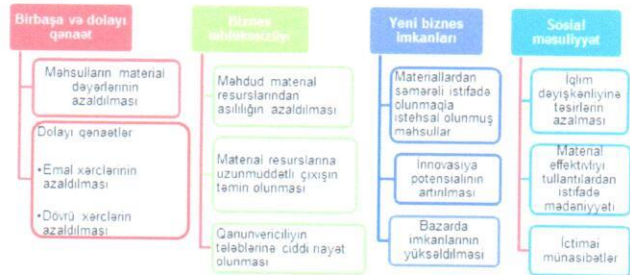 Birbaşa və dolayı
qənaət
Məhsulların material
dəyərlərinin
azaldılması
Dolayı qənaətlər
•Emal xərclərinin
azaldılması
•Dövrü xərclərin
azaldılması
Biznes
təhlükəsizliyi
Məhdud material
resurslarından
asılılığın azaldılması
Material resurslarına
uzunmüddətli çıxışın
təmin olunması
Qanunvericiliyin
tələblərinə ciddi riayət
olunması
Yeni biznes
imkanları
Materiallardan
səmərəli istifadə
olunmaqla
istehsal olunmuş
məhsullar
Innovasiya
potensialının
artırılması
Bazarda
imkanlarının
yüksəldilməsi
Sosial
məsuliyyət
İqlim
dəyişkənliyinə
təsirlərin
azalması
Material
effektivliyi
tullantılardan
istifadə
mədəniyyəti
İctimai
münasibətlər